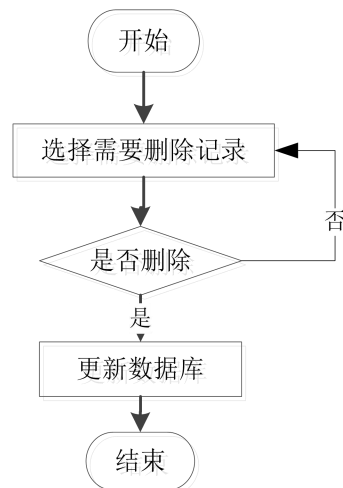 开始
选择需要删除记录
否
是否删除
是
更新数据库
结束